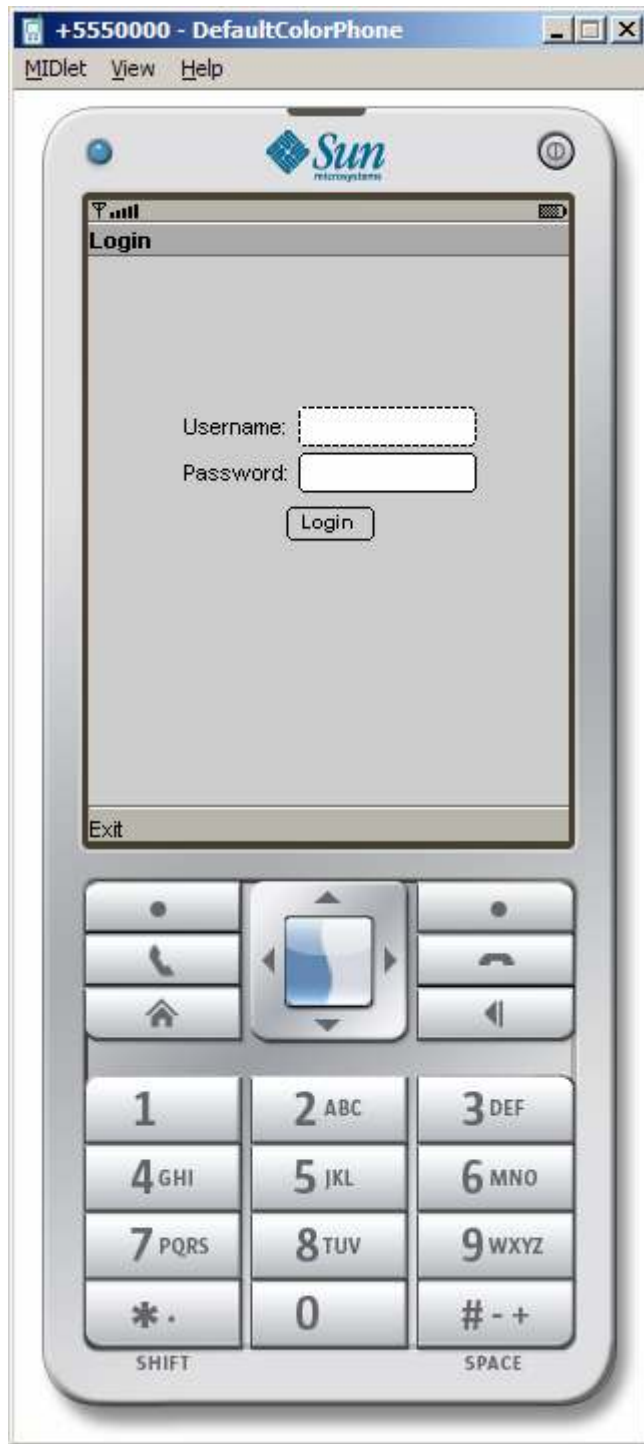 +5550000 - DefaultColorPhone
MIDlet View Help
Sun
microsystems
Login
Username:
Password:
Login
Exit
1 2 ABC 3 DEF
4 GHI 5 JKL 6 MNO
7 PQRS 8 TUV 9 WXYZ
* . 0 # - +
SHIFT SPACE